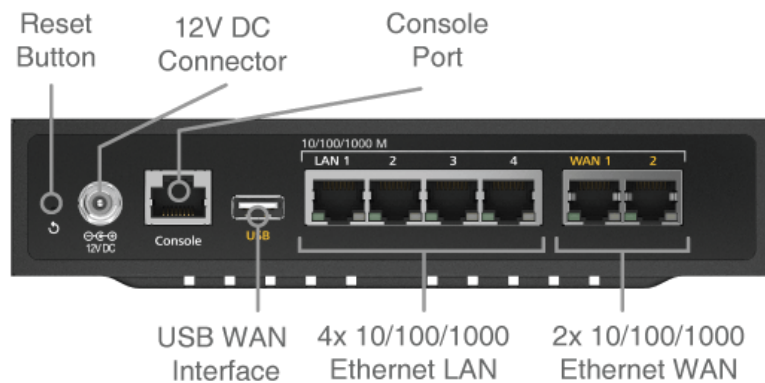 Reset
Button
12V DC
Connector
Console
Port
10/100/1000 M
LAN 1 2 3 4 WAN 1 2
12V DC
Console
USB
USB WAN
Interface
4x 10/100/1000
Ethernet LAN
2x 10/100/1000
Ethernet WAN